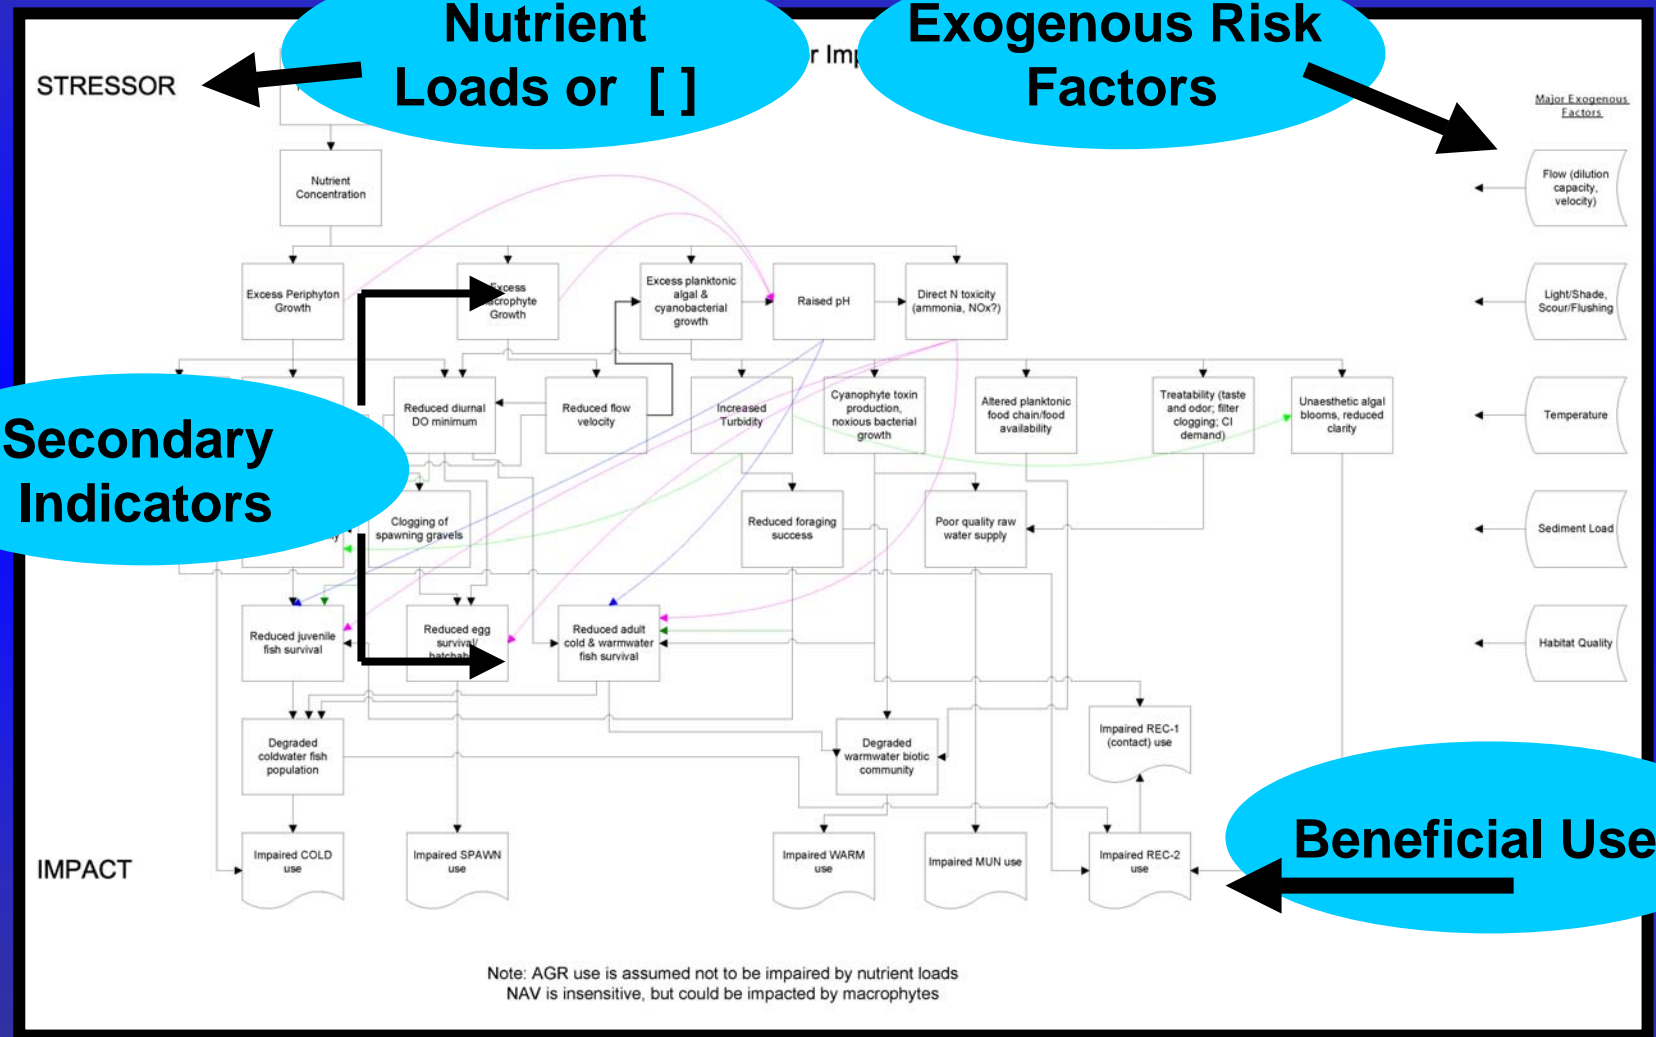 Nutrient
Loads or [ ]
Exogenous Risk
Factors
r Imp
STRESSOR
Major Exogenous
Factors
Nutrient
Concentration
Flow (dilution
capacity,
velocity)
Excess Periphyton
Growth
Excess
Growth
Excess planktonic
algal &
cyanobacterial
growth
Raised pH
Direct N toxicity
(ammonia, NOx?)
Light/Shade,
Scour/Flushing
Secondary
Indicators
Reduced diurnal
DO minimum
Reduced flow
velocity
Increased
Turbidity
Cyanophyte toxin
production,
noxious bacterial
growth
Altered planktonic
food chain/food
availability
Treatability (taste
and odor; filter
clogging; Cl
demand)
Unaesthetic algal
blooms, reduced
clarity
Temperature
Clogging of
spawning gravels
Reduced foraging
success
Poor quality raw
water supply
Sediment Load
Reduced juvenile
fish survival
Reduced egg
survival/
Reduced adult
cold & warmwater
fish survival
Habitat Quality
Degraded
coldwater fish
population
Degraded
warmwater biotic
community
Impaired REC-1
(contact) use
Beneficial Use
IMPACT
Impaired COLD
use
Impaired SPAWN
use
Impaired WARM
use
Impaired MUN use
Impaired REC-2
use
Note: AGR use is assumed not to be impaired by nutrient loads
NAV is insensitive, but could be impacted by macrophytes